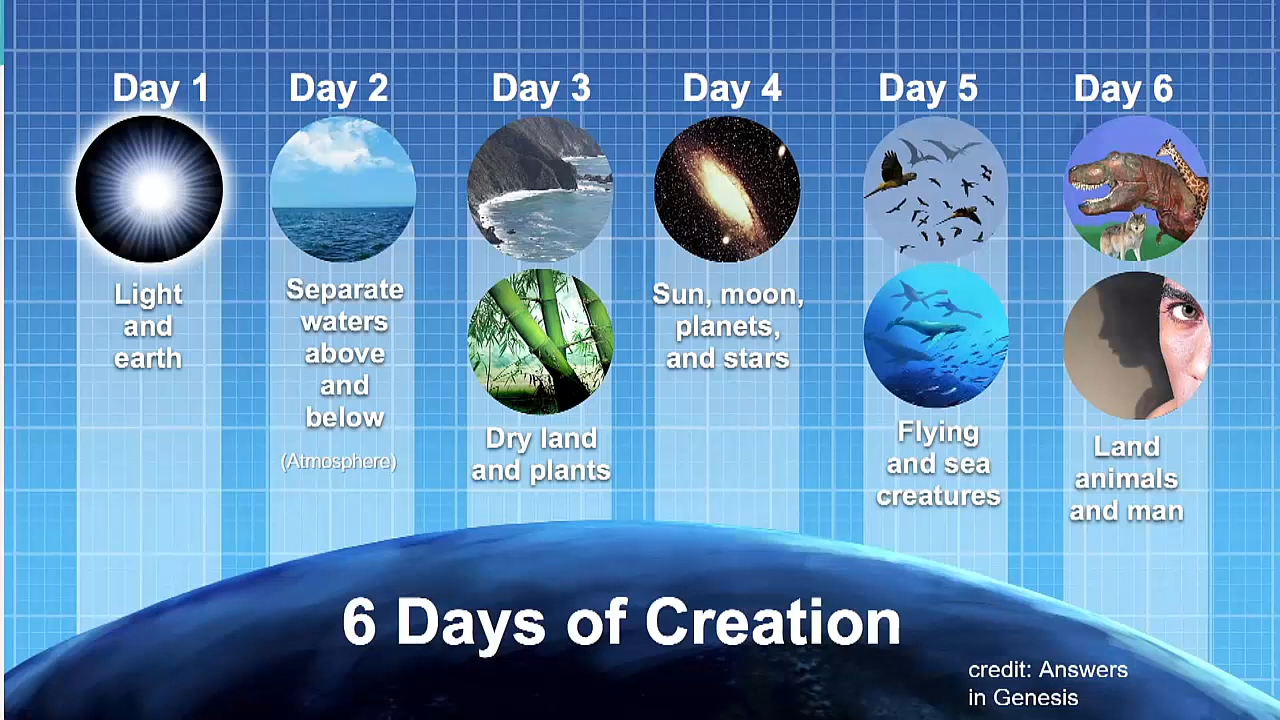 Day 1
Light
and
earth
Day 2
Separate
waters
above
and
below
(Atmosphere)
Day 3
Dry land
and plants
Day 4
Sun, moon,
planets,
and stars
Day 5
Flying
and sea
creatures
Day 6
Land
animals
and man
6 Days of Creation
credit: Answers
in Genesis